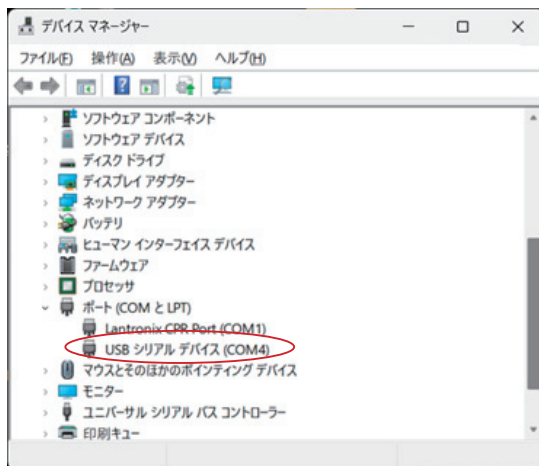 デバイス マネージャー
ファイル(F) 操作(A) 表示(V) ヘルプ(H)
ソフトウェア コンポーネント
ソフトウェア デバイス
ディスク ドライブ
ディスプレイ アダプター
ネットワーク アダプター
バッテリ
ヒューマン インターフェイス デバイス
ファームウェア
プロセッサ
ポート (COM と LPT)
Lantronix CPR Port (COM1)
USB シリアル デバイス (COM4)
マウスとそのほかのポインティング デバイス
モニター
ユニバーサル シリアル バス コントローラー
印刷キュー